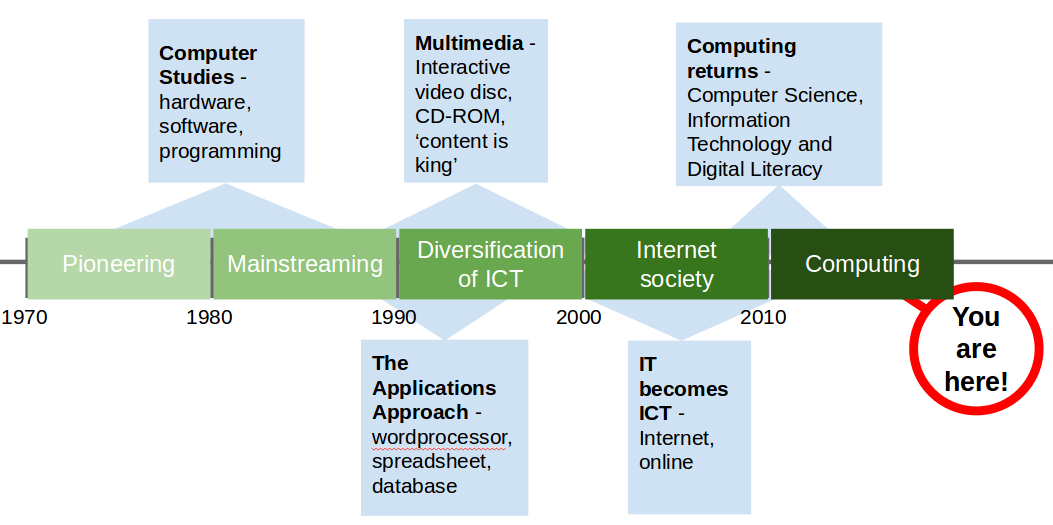 Computer
Studies -
hardware,
software,
programming
Multimedia -
Interactive
video disc,
CD-ROM,
‘content is
king’
Computing
returns -
Computer Science,
Information
Technology and
Digital Literacy
Pioneering
Mainstreaming
Diversification
of ICT
Internet
society
Computing
1970
1980
1990
2000
2010
You
are
here!
The
Applications
Approach -
wordprocessor,
spreadsheet,
database
IT
becomes
ICT -
Internet,
online